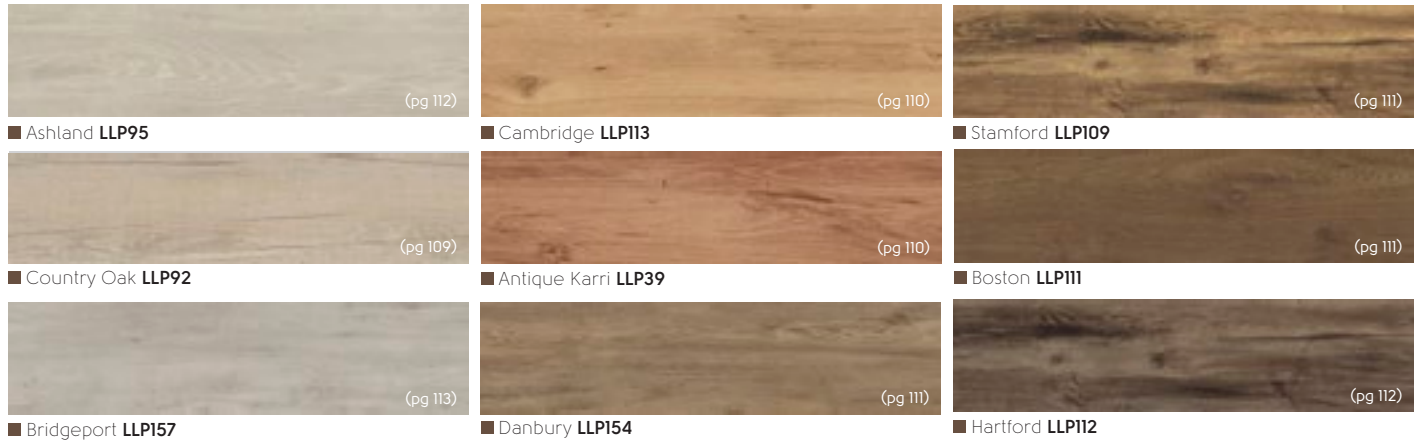 (pg 112)
(pg 110)
(pg 111)
Ashland LLP95
Cambridge LLP113
Stamford LLP109
(pg 109)
(pg 110)
(pg 111)
Country Oak LLP92
Antique Karri LLP39
Boston LLP111
(pg 113)
(pg 111)
(pg 112)
Bridgeport LLP157
Danbury LLP154
Hartford LLP112